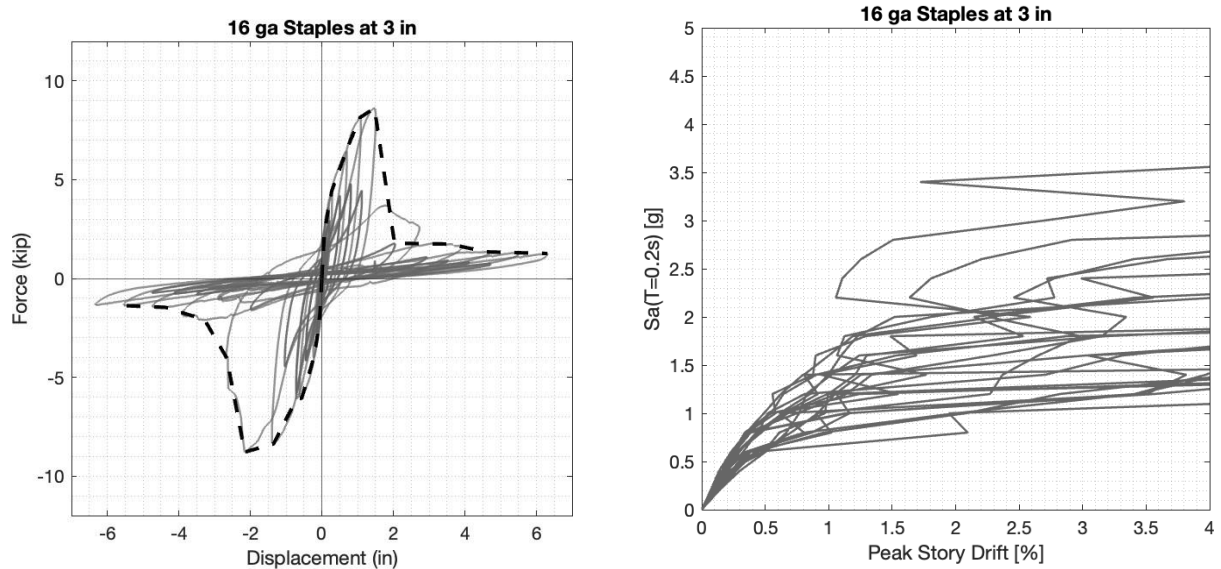 16 ga Staples at 3 in
10
5
0
-5
-10
Force (kip)
-6 -4 -2 0 2 4 6
Displacement (in)
16 ga Staples at 3 in
5
4.5
4
3.5
3
2.5
2
1.5
1
0.5
0
Sa(T=0.2s) [g]
0 0.5 1 1.5 2 2.5 3 3.5 4
Peak Story Drift [%]